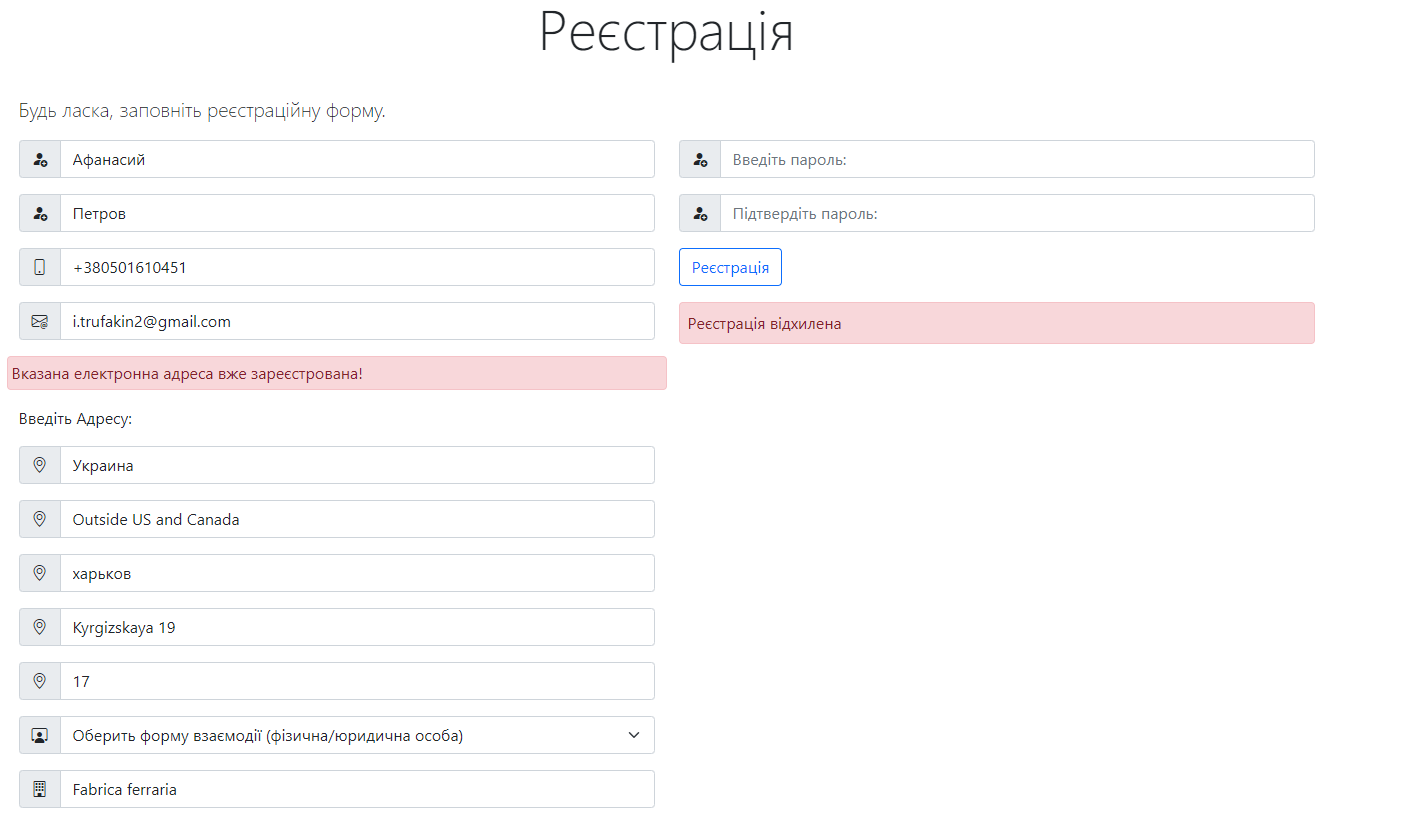 Реєстрація
Будь ласка, заповніть реєстраційну форму.
Афанасий
Петров
+380501610451
i.trufakin2@gmail.com
Вказана електронна адреса вже зареєстрована!
Введіть Адресу:
Украина
Outside US and Canada
харьков
Kyrgizskaya 19
17
Оберить форму взаємодії (фізична/юридична особа)
Fabrica ferraria
Введіть пароль:
Підтвердіть пароль:
Реєстрація
Реєстрація відхилена